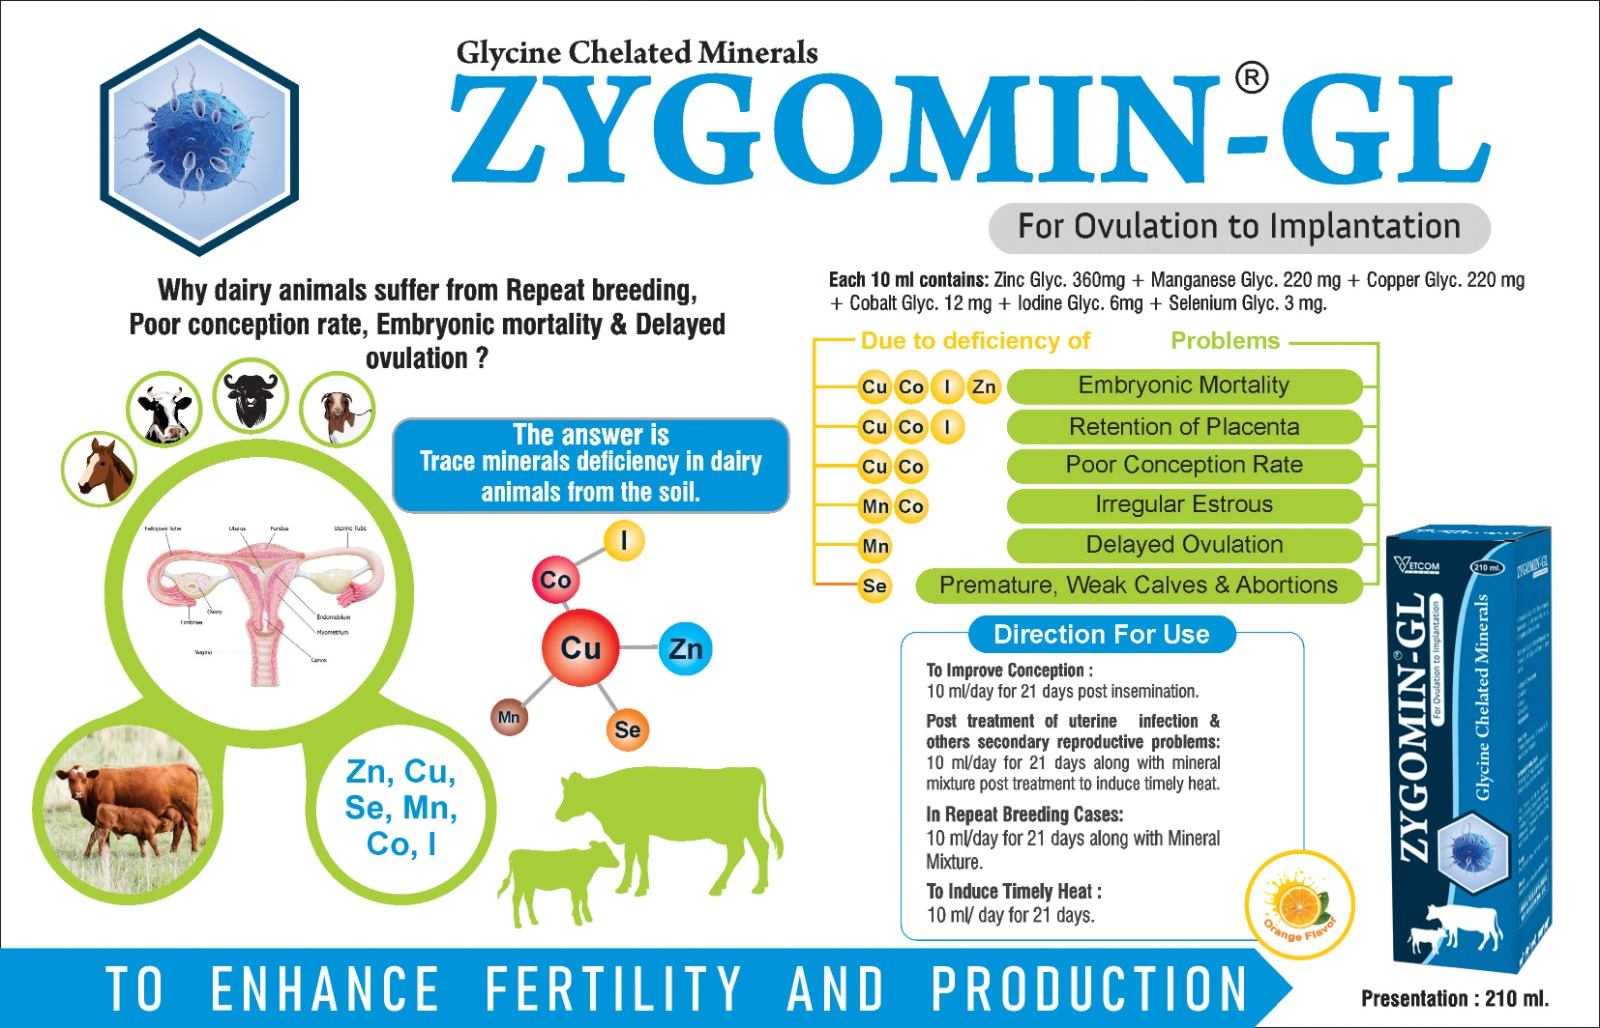 Glycine Chelated Minerals
ZYGOMIN®-GL
For Ovulation to Implantation
Why dairy animals suffer from Repeat breeding,
Poor conception rate, Embryonic mortality & Delayed
ovulation ?
Each 10 ml contains: Zinc Glyc. 360mg + Manganese Glyc. 220 mg + Copper Glyc. 220 mg
+ Cobalt Glyc. 12 mg + Iodine Glyc. 6mg + Selenium Glyc. 3 mg.
Due to deficiency of Problems
Cu Co I Zn Embryonic Mortality
Cu Co I Retention of Placenta
Cu Co Poor Conception Rate
Mn Co Irregular Estrous
Mn Delayed Ovulation
Se Premature, Weak Calves & Abortions
The answer is
Trace minerals deficiency in dairy
animals from the soil.
Fallopian Tube Uterus Fundus Uterine Tube
Ovary
Fimbriae
Endometrium
Myometrium
Vagina
Cervix
I
Co
Cu
Zn
Mn
Se
Zn, Cu,
Se, Mn,
Co, I
Direction For Use
To Improve Conception :
10 ml/day for 21 days post insemination.
Post treatment of uterine infection &
others secondary reproductive problems:
10 ml/day for 21 days along with mineral
mixture post treatment to induce timely heat.
In Repeat Breeding Cases:
10 ml/day for 21 days along with Mineral
Mixture.
To Induce Timely Heat :
10 ml/ day for 21 days.
Orange Flavor
VETCOM
210 ml.
ZYGOMIN®-GL
For Ovulation to Implantation
Glycine Chelated Minerals
ZYGOMIN-GL
TO ENHANCE FERTILITY AND PRODUCTION
Presentation : 210 ml.